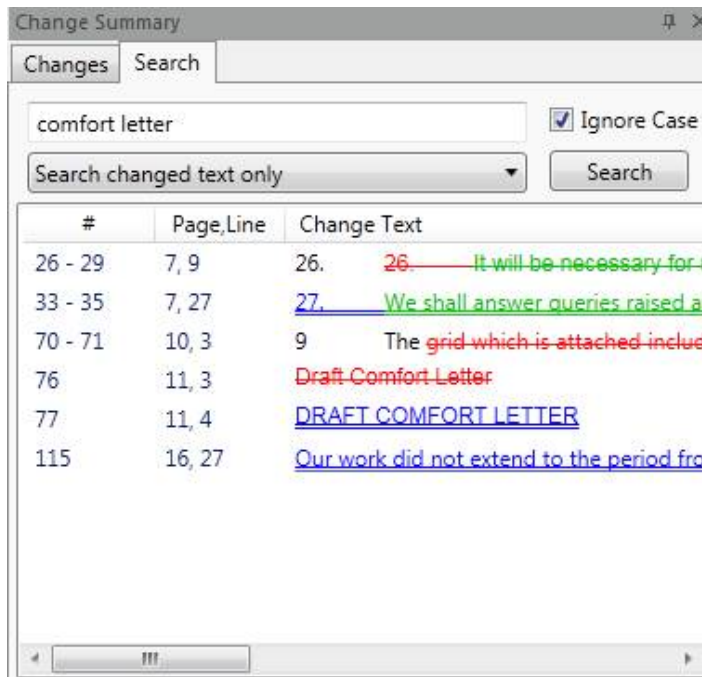 Change Summary
Changes Search
comfort letter Ignore Case
Search changed text only Search
# Page,Line Change Text
26 - 29 7, 9 26. 26. It will be necessary for
33 - 35 7, 27 27. We shall answer queries raised a
70 - 71 10, 3 9 The grid which is attached includ
76 11, 3 Draft Comfort Letter
77 11, 4 DRAFT COMFORT LETTER
115 16, 27 Our work did not extend to the period fro